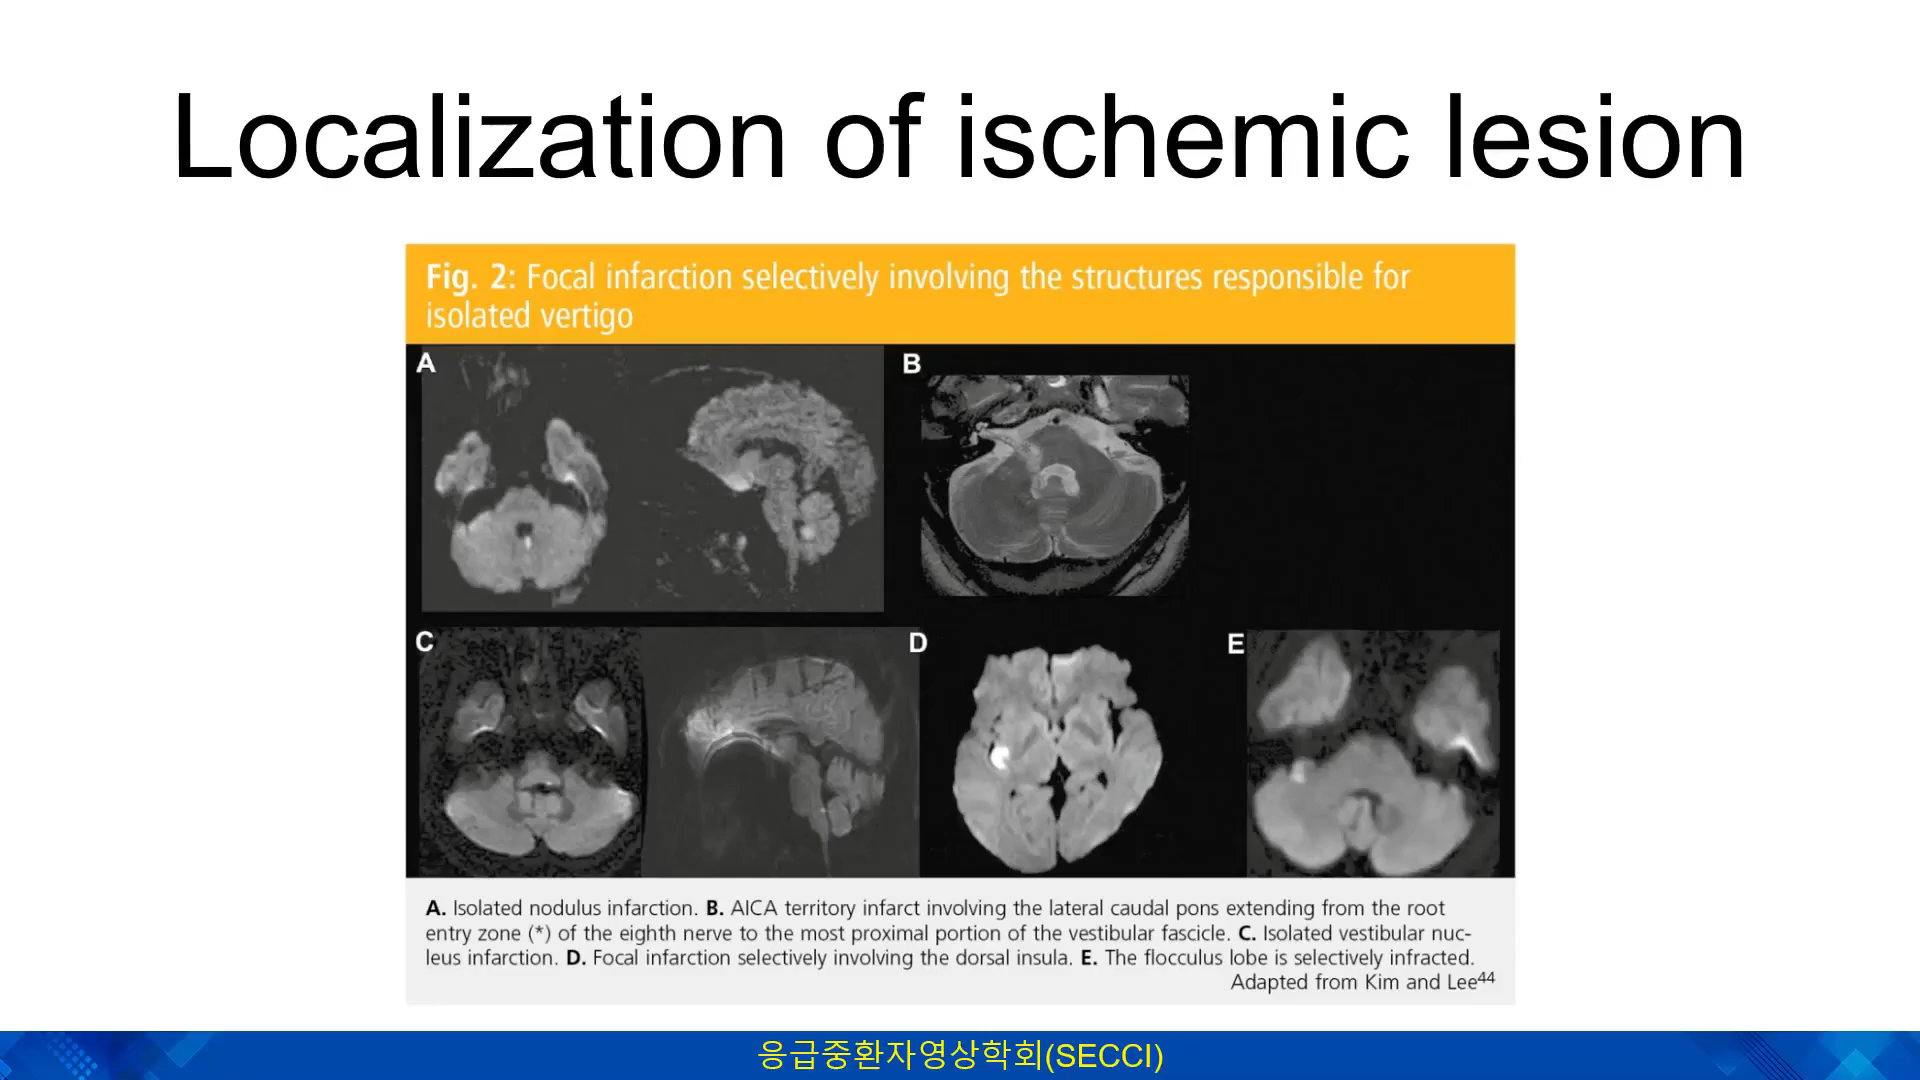 Localization of ischemic lesion
Fig. 2: Focal infarction selectively involving the structures responsible for
isolated vertigo
A
B
C
D
E
A. Isolated nodulus infarction. B. AICA territory infarct involving the lateral caudal pons extending from the root
entry zone (*) of the eighth nerve to the most proximal portion of the vestibular fascicle. C. Isolated vestibular nuc-
leus infarction. D. Focal infarction selectively involving the dorsal insula. E. The flocculus lobe is selectively infracted.
Adapted from Kim and Lee44
응급중환자영상학회(SECCI)